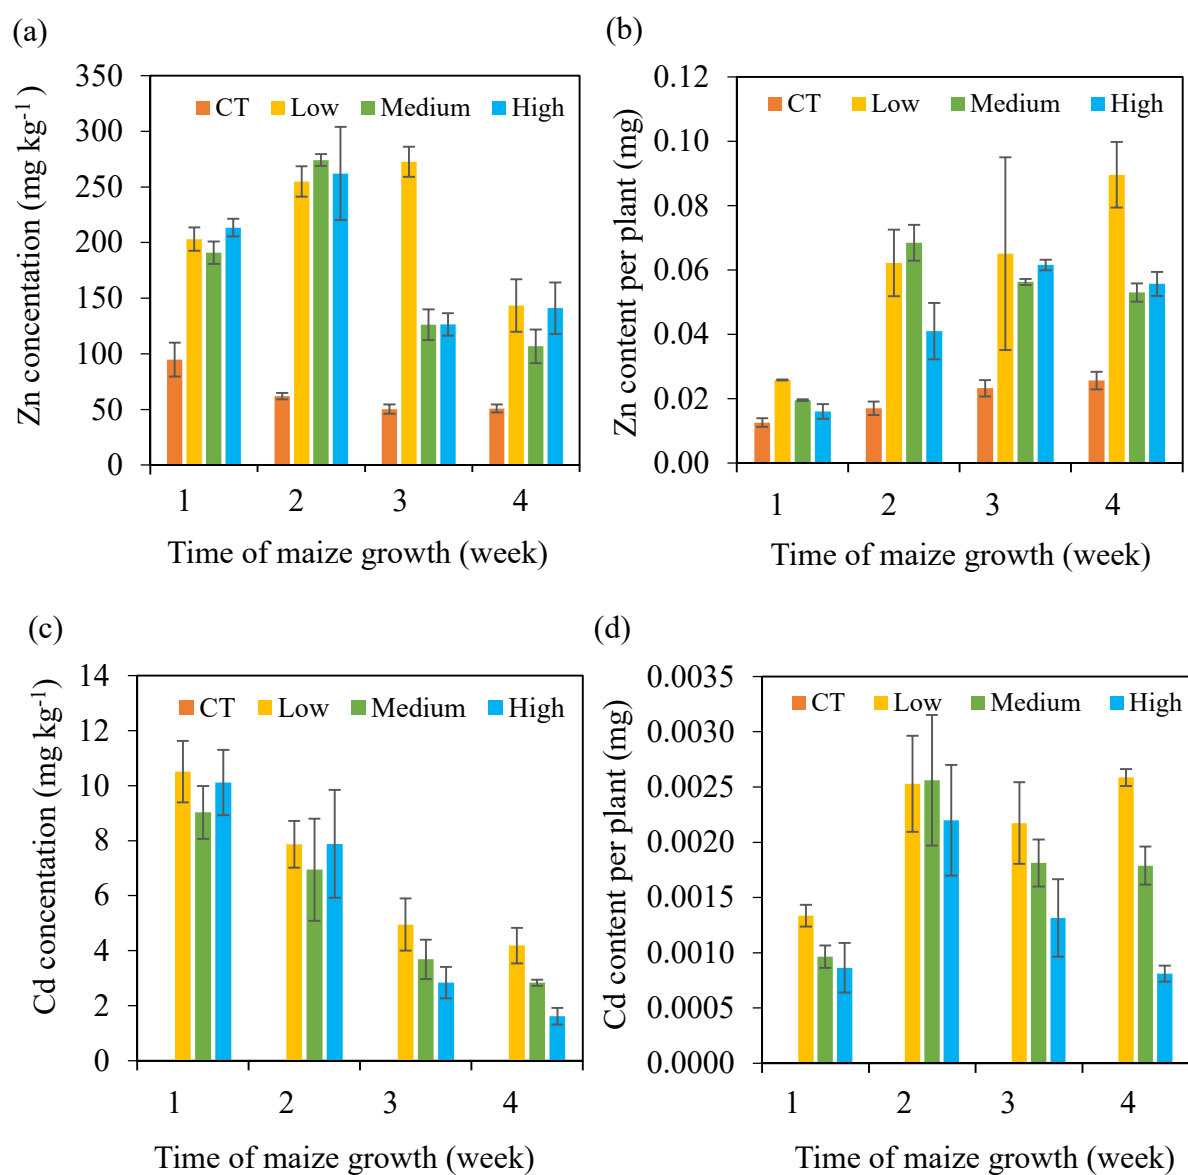 (a)
Zn concentration (mg kg⁻¹)
350
300
250
200
150
100
50
0
CT Low Medium High
1 2 3 4
Time of maize growth (week)
(b)
Zn content per plant (mg)
0.12
0.10
0.08
0.06
0.04
0.02
0.00
CT Low Medium High
1 2 3 4
Time of maize growth (week)
(c)
Cd concentation (mg kg⁻¹)
14
12
10
8
6
4
2
0
CT Low Medium High
1 2 3 4
Time of maize growth (week)
(d)
Cd content per plant (mg)
0.0035
0.0030
0.0025
0.0020
0.0015
0.0010
0.0005
0.0000
CT Low Medium High
1 2 3 4
Time of maize growth (week)